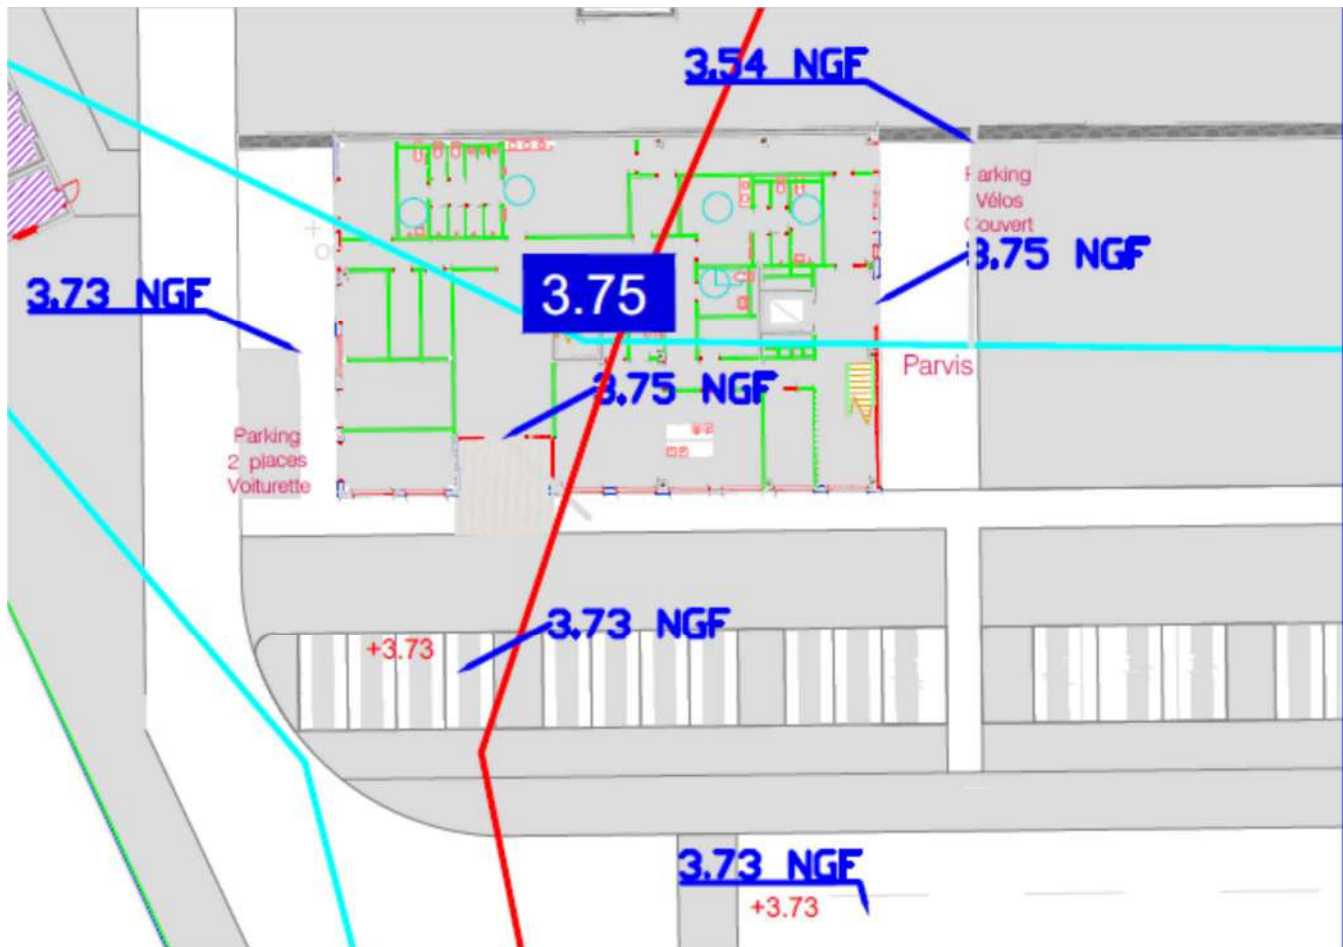 3.54 NGF
Parking
Vélos
Couvert
3.75 NGF
3.73 NGF
3.75
Parvis
3.75 NGF
Parking
2 places
Voiturette
3.73 NGF
+3.73
3.73 NGF
+3.73